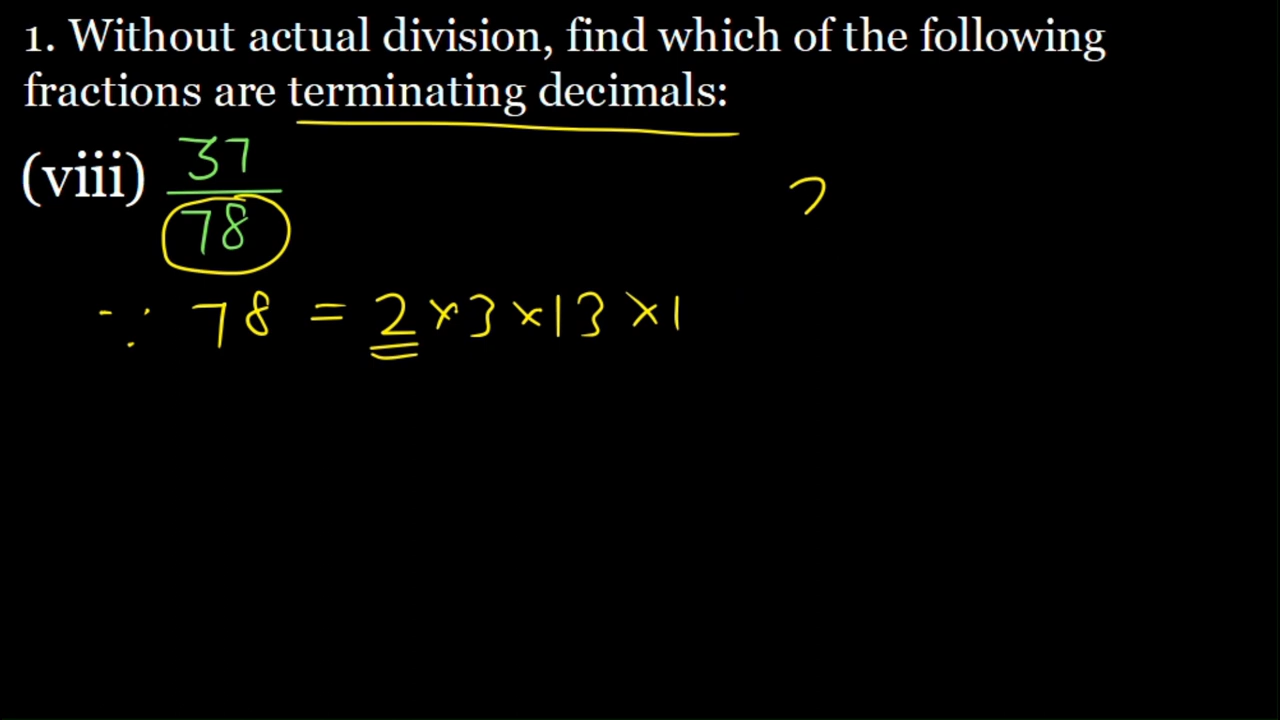 1. Without actual division, find which of the following
fractions are terminating decimals:
(viii) 37/78
2
∵ 78 = 2 × 3 × 13 × 1